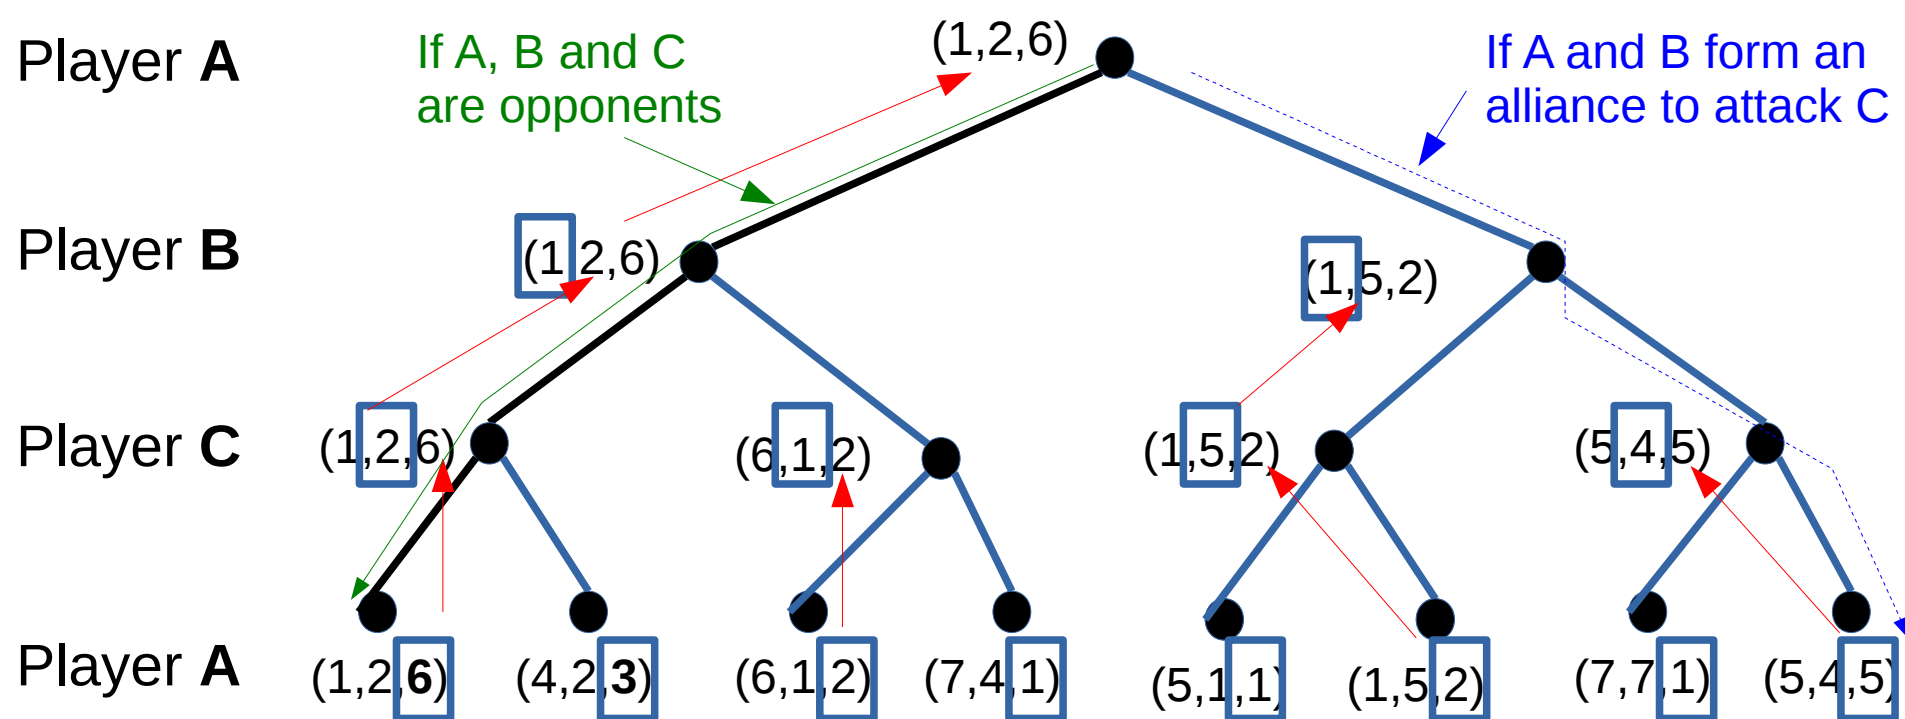 Player A
If A, B and C
are opponents
(1,2,6)
If A and B form an
alliance to attack C
Player B
(1,2,6)
(1,5,2)
Player C
(1,2,6)
(6,1,2)
(1,5,2)
(5,4,5)
Player A
(1,2,6)
(4,2,3)
(6,1,2)
(7,4,1)
(5,1,1)
(1,5,2)
(7,7,1)
(5,4,5)